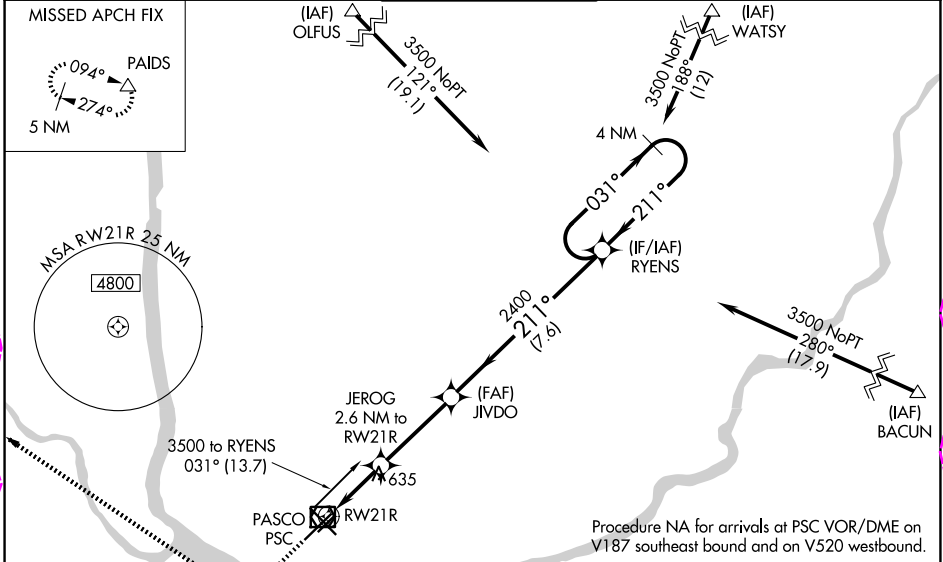 MISSED APCH FIX
PAIDS
094°
274°
5 NM
(IAF)
OLFUS
3500 NoPT
121°
(19.1)
(IAF)
WATSY
3500 NoPT
188°
(12)
4 NM
031°
211°
(IF/IAF)
RYENS
MSA RW21R 25 NM
4800
2400
211°
(7.6)
3500 NoPT
280°
(17.9)
(IAF)
BACUN
(FAF)
JIVDO
JEROG
2.6 NM to
RW21R
3500 to RYENS
031° (13.7)
635
PASCO
PSC
RW21R
Procedure NA for arrivals at PSC VOR/DME on
V187 southeast bound and on V520 westbound.